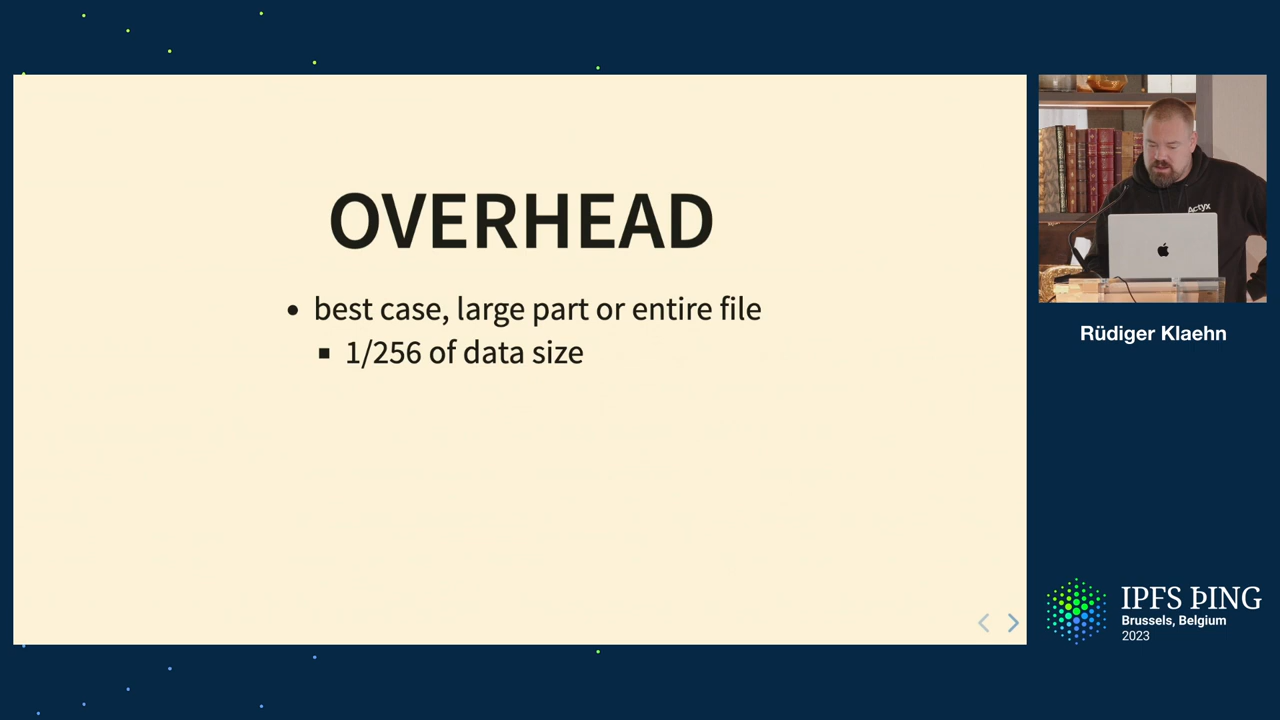 OVERHEAD
• best case, large part or entire file
▪ 1/256 of data size
Actyx
Rüdiger Klaehn
IPFS ÞING
Brussels, Belgium
2023